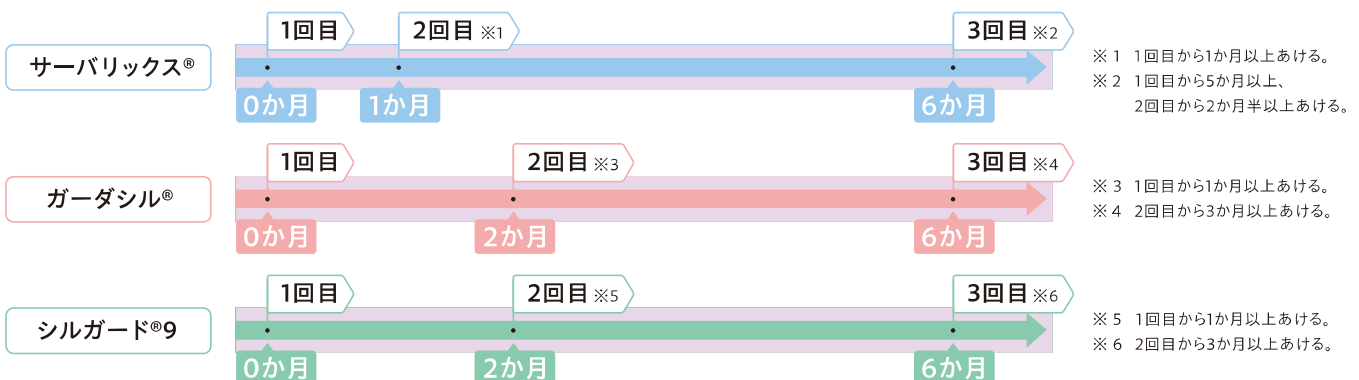 1回目
2回目 ※1
3回目 ※2
サーバリックス®
0か月
1か月
6か月
※ 1 1回目から1か月以上あける。
※ 2 1回目から5か月以上、
2回目から2か月半以上あける。
1回目
2回目 ※3
3回目 ※4
ガーダシル®
0か月
2か月
6か月
※ 3 1回目から1か月以上あける。
※ 4 2回目から3か月以上あける。
1回目
2回目 ※5
3回目 ※6
シルガード®9
0か月
2か月
6か月
※ 5 1回目から1か月以上あける。
※ 6 2回目から3か月以上あける。